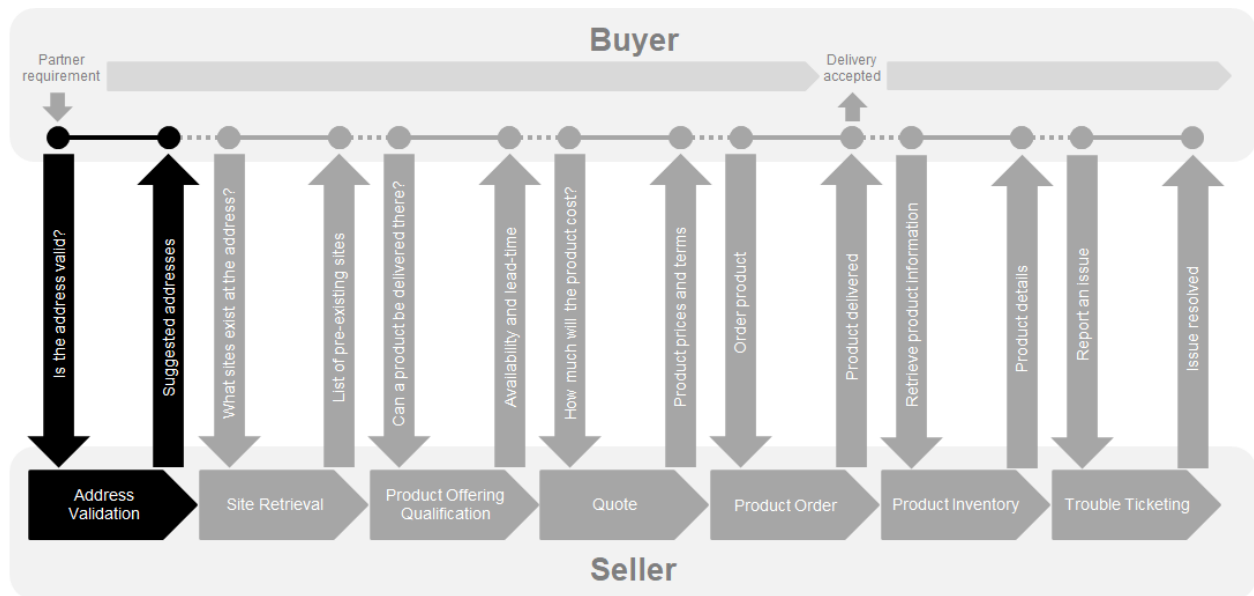 Buyer
Partner
requirement
Delivery
accepted
Is the address valid?
Suggested addresses
What sites exist at the address?
List of pre-existing sites
Can a product be delivered there?
Availability and lead-time
How much will the product cost?
Product prices and terms
Order product
Product delivered
Retrieve product information
Product details
Report an issue
Issue resolved
Address
Validation
Site Retrieval
Product Offering
Qualification
Quote
Product Order
Product Inventory
Trouble Ticketing
Seller